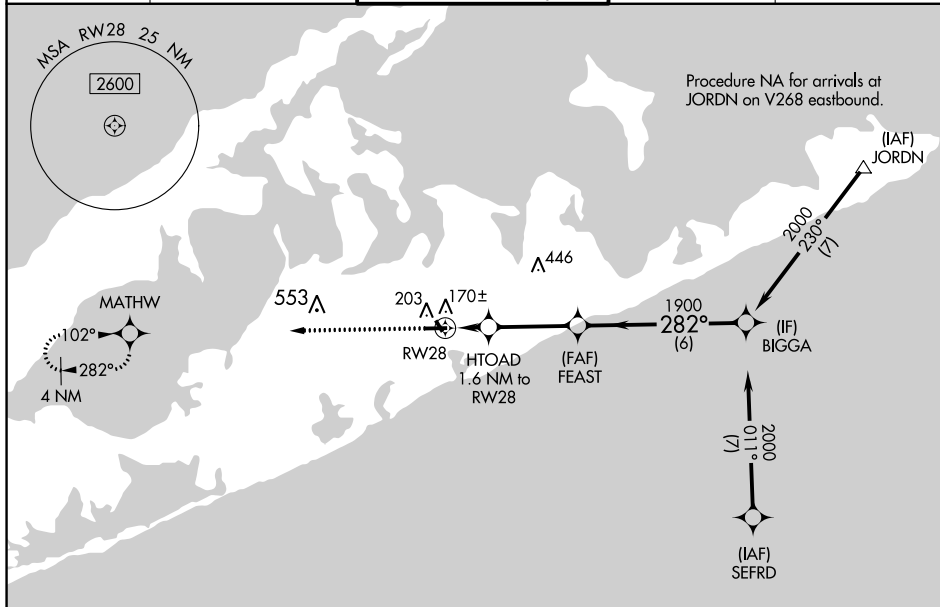 MSA RW28 25 NM
2600
Procedure NA for arrivals at
JORDN on V268 eastbound.
(IAF)
JORDN
2000
230°
(7)
446
553
203
170±
MATHW
102°
282°
4 NM
RW28
HTOAD
1.6 NM to
RW28
(FAF)
FEAST
1900
282°
(6)
(IF)
BIGGA
2000
011°
(7)
(IAF)
SEFRD